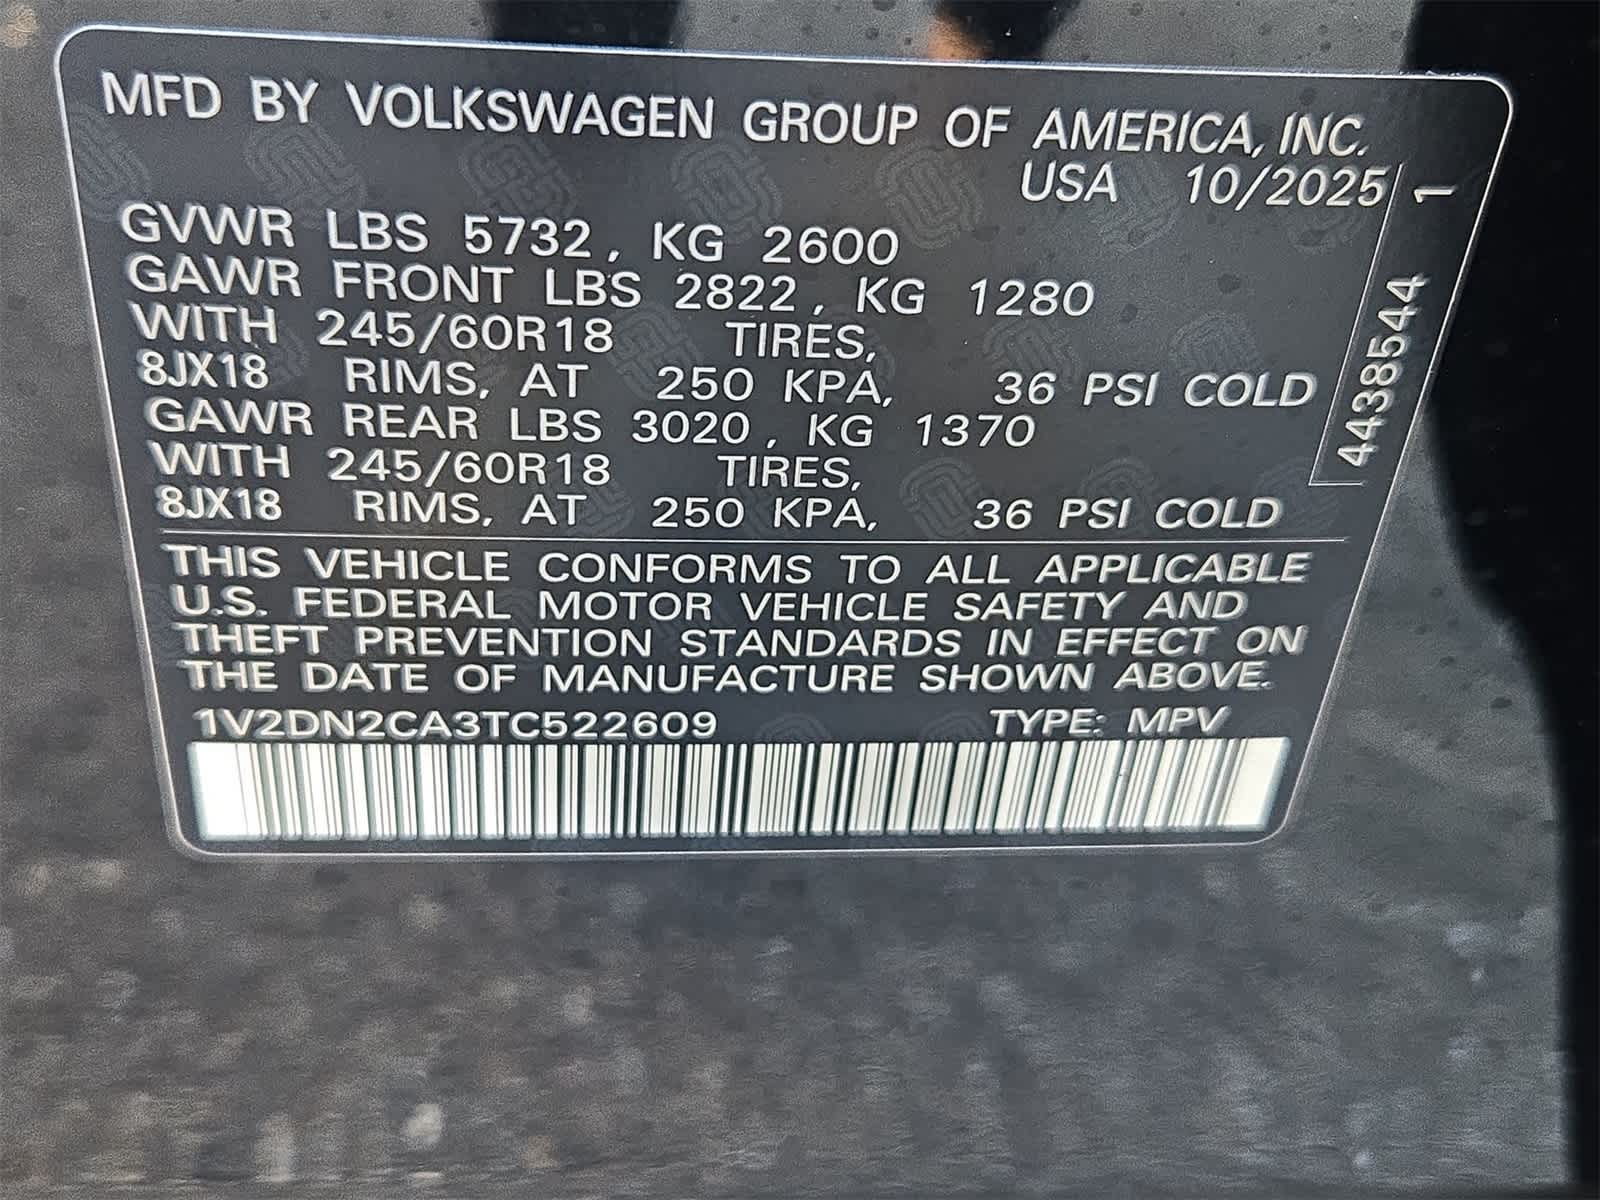 MFD BY VOLKSWAGEN GROUP OF AMERICA, INC.
USA 10/2025
GVWR LBS 5732, KG 2600
GAWR FRONT LBS 2822, KG 1280
WITH 245/60R18 TIRES,
8JX18 RIMS, AT 250 KPA, 36 PSI COLD
GAWR REAR LBS 3020, KG 1370
WITH 245/60R18 TIRES,
8JX18 RIMS, AT 250 KPA, 36 PSI COLD
4438544 1
THIS VEHICLE CONFORMS TO ALL APPLICABLE
U.S. FEDERAL MOTOR VEHICLE SAFETY AND
THEFT PREVENTION STANDARDS IN EFFECT ON
THE DATE OF MANUFACTURE SHOWN ABOVE.
1V2DN2CA3TC522609 TYPE: MPV